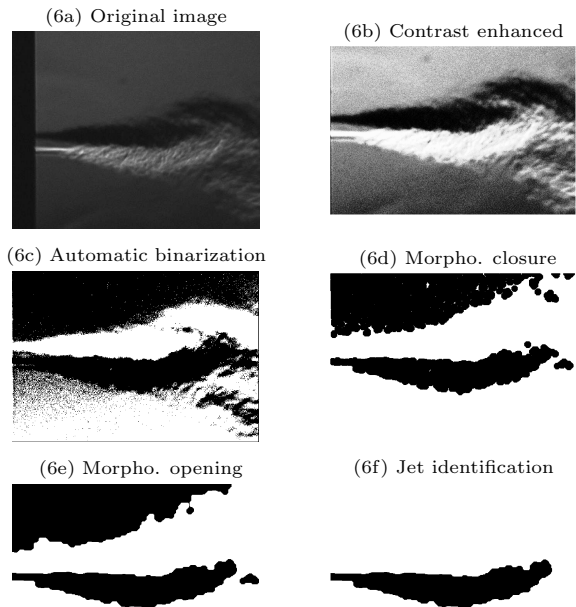 (6a) Original image
(6b) Contrast enhanced
(6c) Automatic binarization
(6d) Morpho. closure
(6e) Morpho. opening
(6f) Jet identification